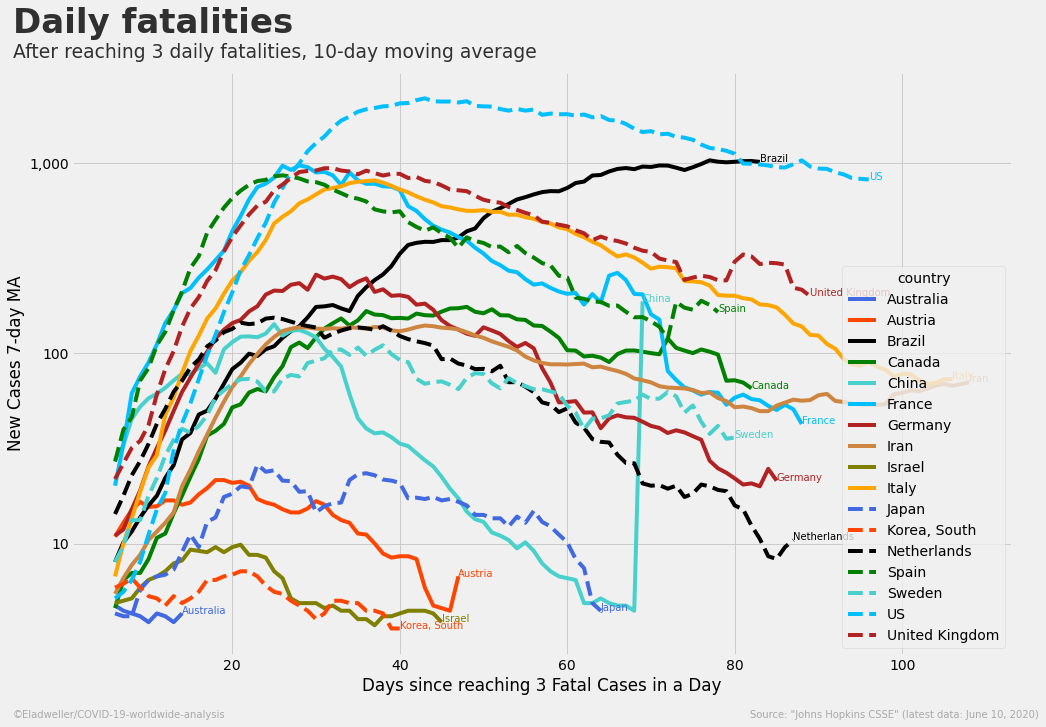 Daily fatalities
After reaching 3 daily fatalities, 10-day moving average
New Cases 7-day MA
1,000
100
10
Brazil
US
United Kingdom
China
Spain
Italy
Iran
Canada
France
Sweden
Germany
Netherlands
Austria
Japan
Australia
Israel
Korea, South
country
Australia
Austria
Brazil
Canada
China
France
Germany
Iran
Israel
Italy
Japan
Korea, South
Netherlands
Spain
Sweden
US
United Kingdom
20
40
60
80
100
Days since reaching 3 Fatal Cases in a Day
©Eladweller/COVID-19-worldwide-analysis
Source: "Johns Hopkins CSSE" (latest data: June 10, 2020)